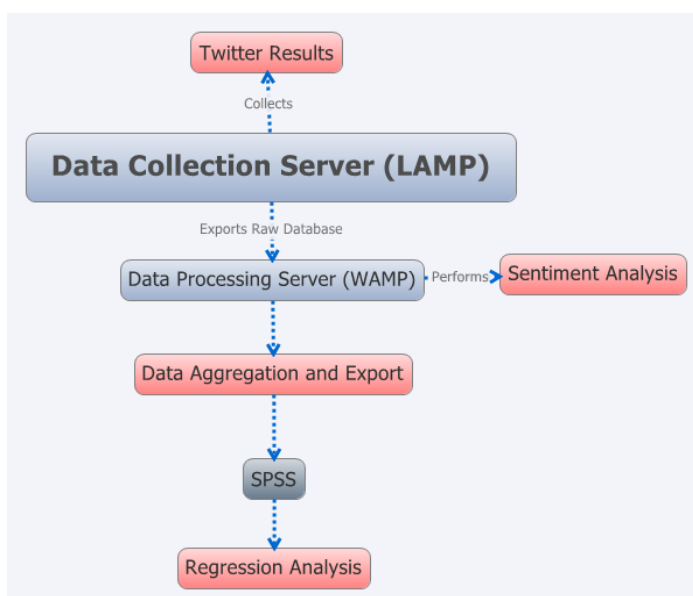 Twitter Results
Collects
Data Collection Server (LAMP)
Exports Raw Database
Data Processing Server (WAMP)
Performs
Sentiment Analysis
Data Aggregation and Export
SPSS
Regression Analysis